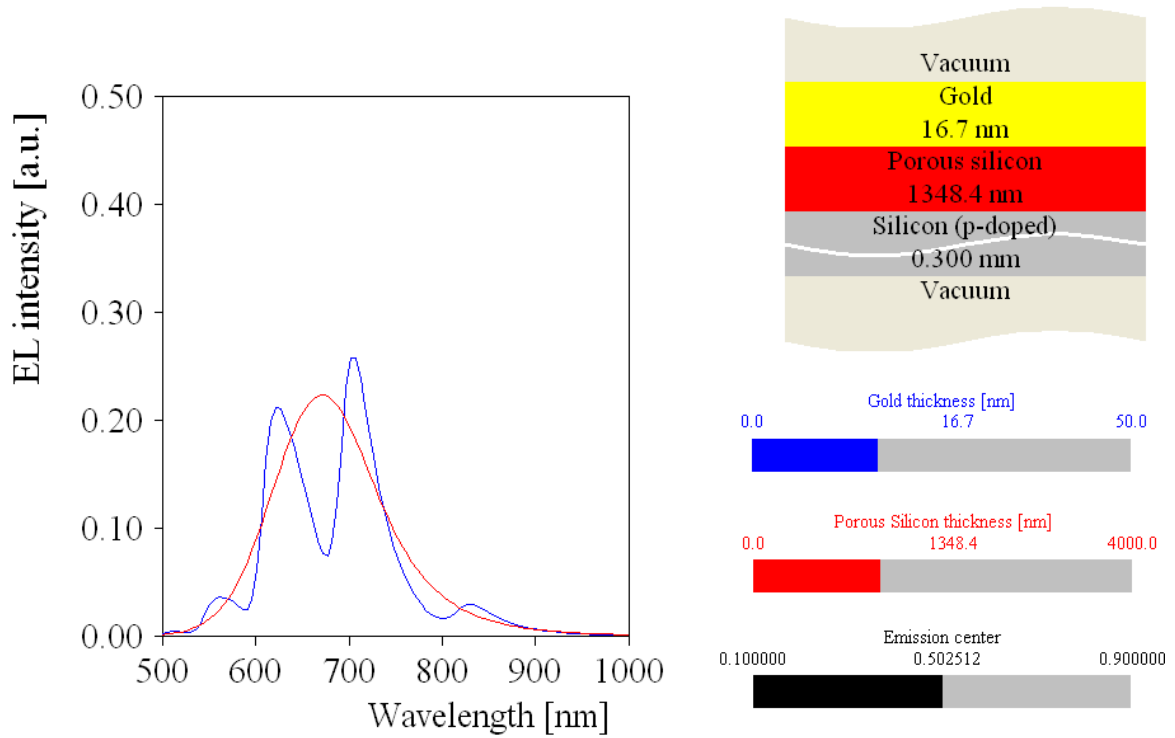 EL intensity [a.u.]
0.50
0.40
0.30
0.20
0.10
0.00
500 600 700 800 900 1000
Wavelength [nm]
Vacuum
Gold
16.7 nm
Porous silicon
1348.4 nm
Silicon (p-doped)
0.300 mm
Vacuum
Gold thickness [nm]
0.0 16.7 50.0
Porous Silicon thickness [nm]
0.0 1348.4 4000.0
Emission center
0.100000 0.502512 0.900000